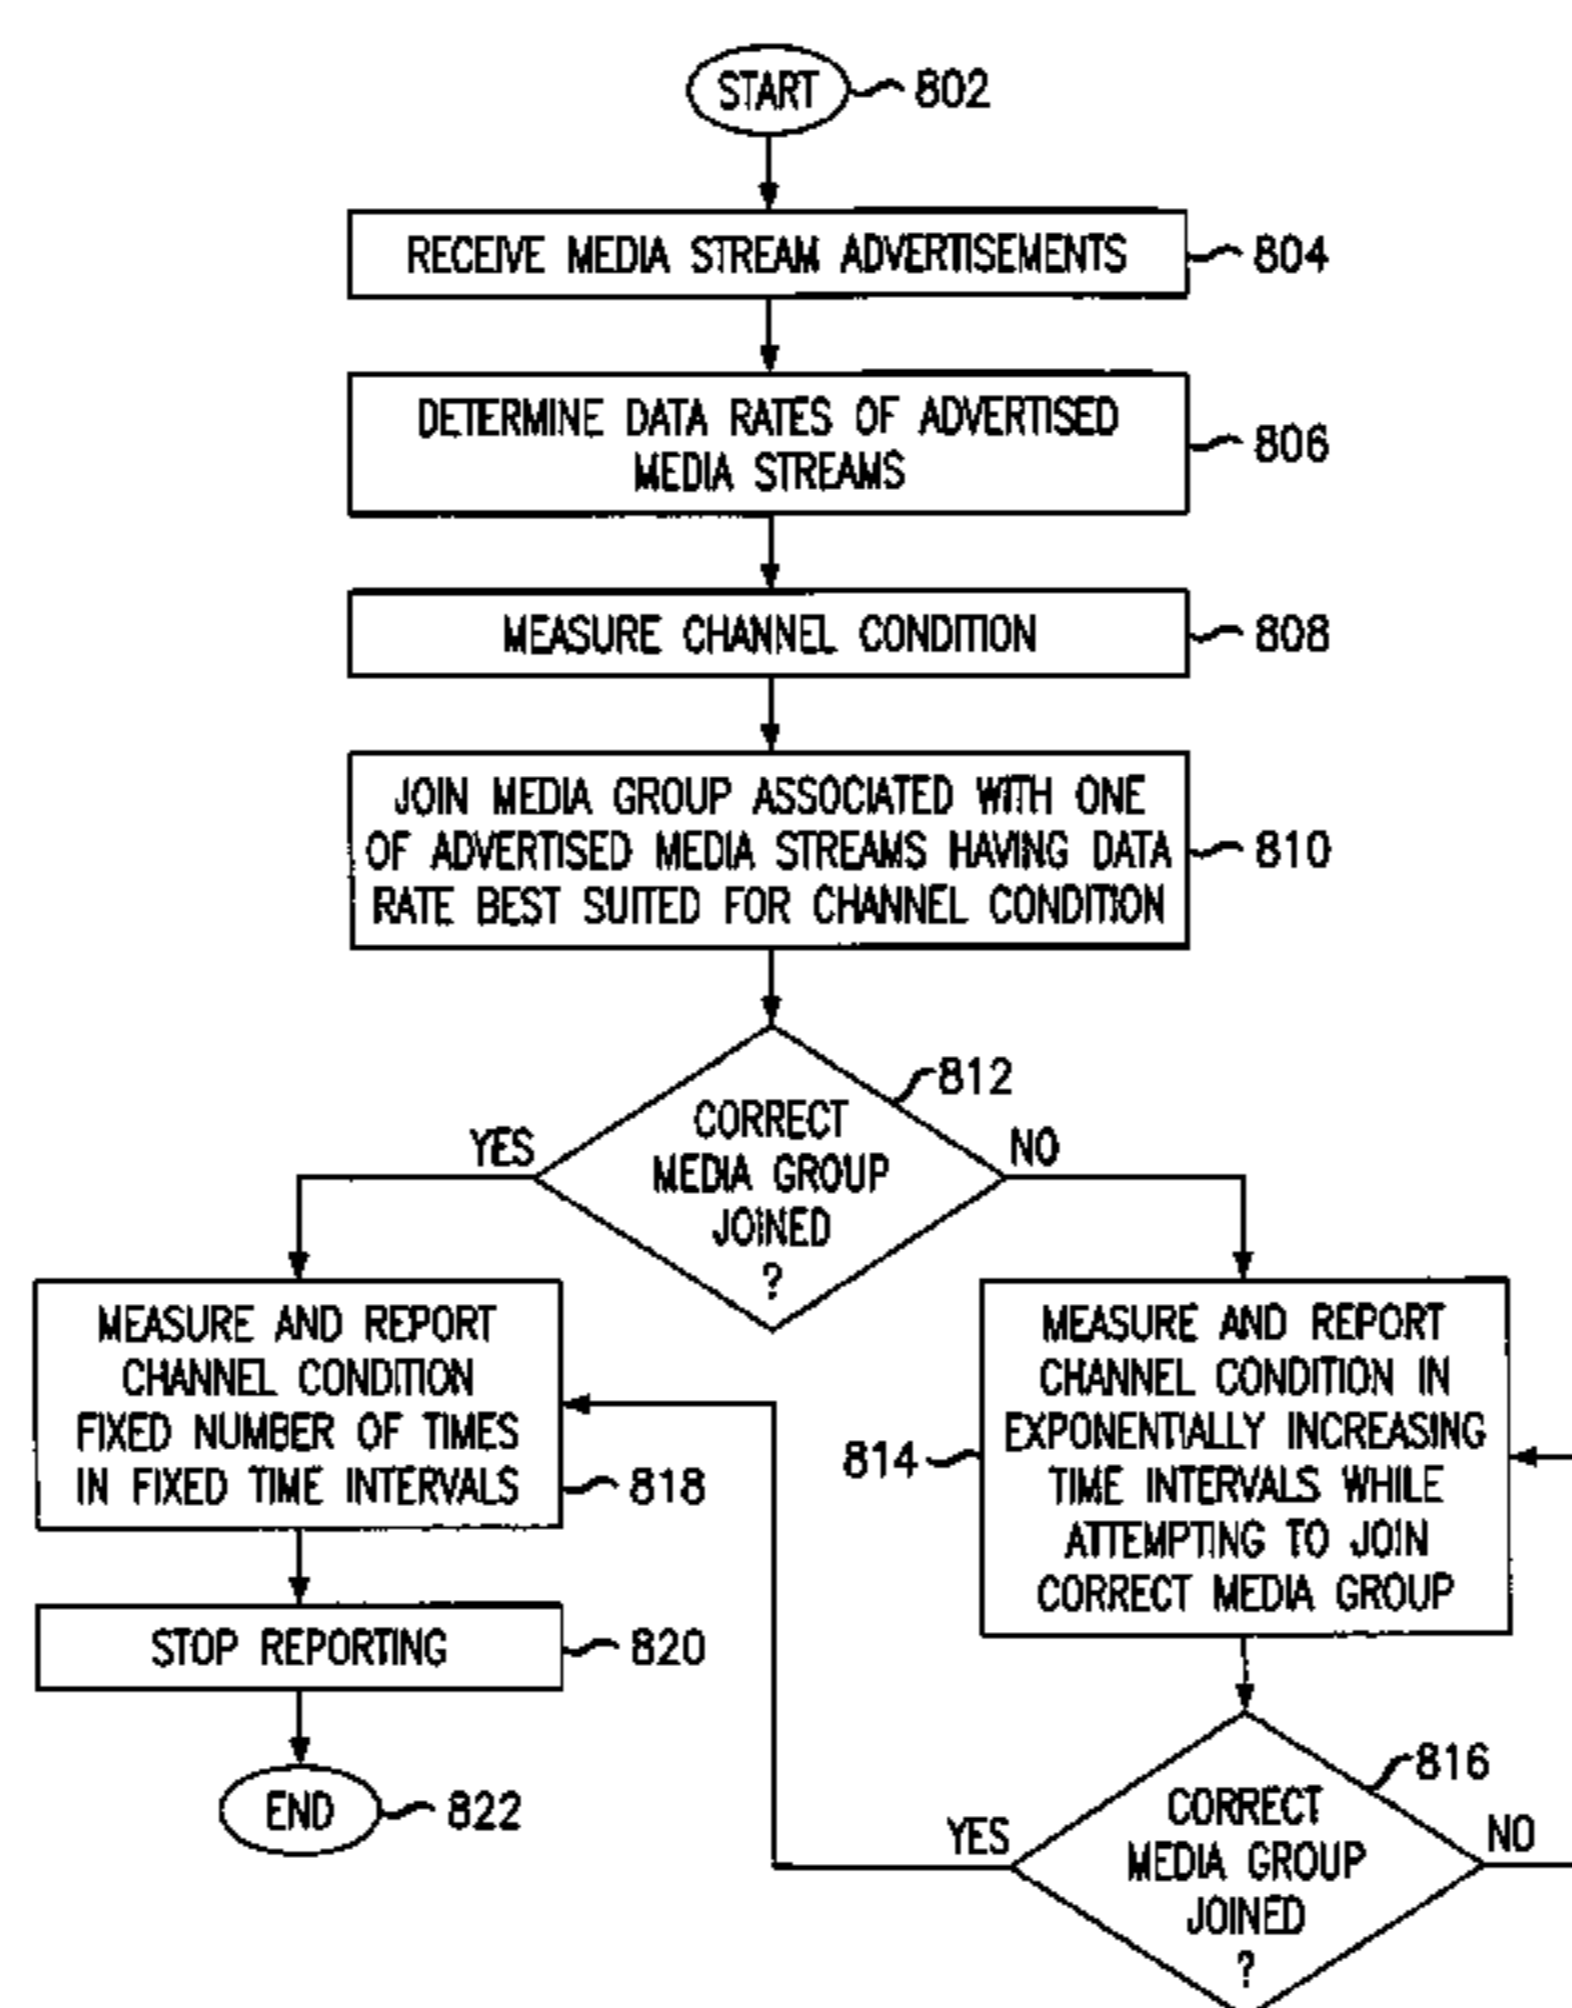 START
802
RECEIVE MEDIA STREAM ADVERTISEMENTS
804
DETERMINE DATA RATES OF ADVERTISED
MEDIA STREAMS
806
MEASURE CHANNEL CONDITION
808
JOIN MEDIA GROUP ASSOCIATED WITH ONE
OF ADVERTISED MEDIA STREAMS HAVING DATA
RATE BEST SUITED FOR CHANNEL CONDITION
810
812
CORRECT
MEDIA GROUP
JOINED
?
YES
NO
MEASURE AND REPORT
CHANNEL CONDITION
FIXED NUMBER OF TIMES
IN FIXED TIME INTERVALS
818
MEASURE AND REPORT
CHANNEL CONDITION IN
EXPONENTIALLY INCREASING
TIME INTERVALS WHILE
ATTEMPTING TO JOIN
CORRECT MEDIA GROUP
814
STOP REPORTING
820
END
822
816
CORRECT
MEDIA GROUP
JOINED
?
YES
NO